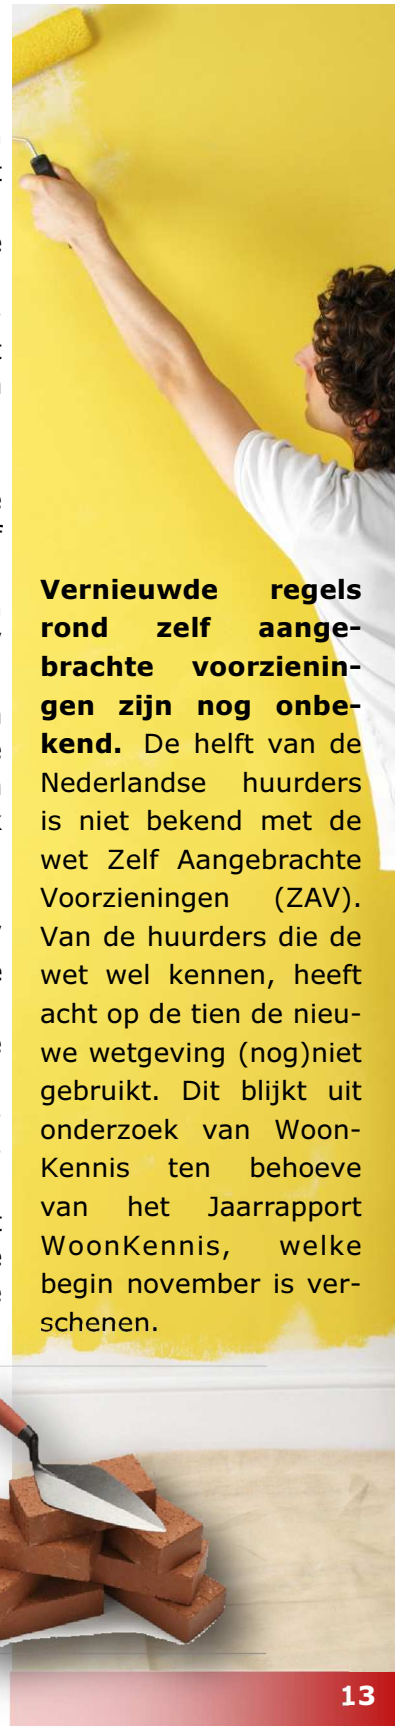 Vernieuwde regels
rond zelf aange-
brachte voorzienin-
gen zijn nog onbe-
kend. De helft van de
Nederlandse huurders
is niet bekend met de
wet Zelf Aangebrachte
Voorzieningen (ZAV).
Van de huurders die de
wet wel kennen, heeft
acht op de tien de nieu-
we wetgeving (nog)niet
gebruikt. Dit blijkt uit
onderzoek van Woon-
Kennis ten behoeve
van het Jaarrapport
WoonKennis, welke
begin november is ver-
schenen.
13